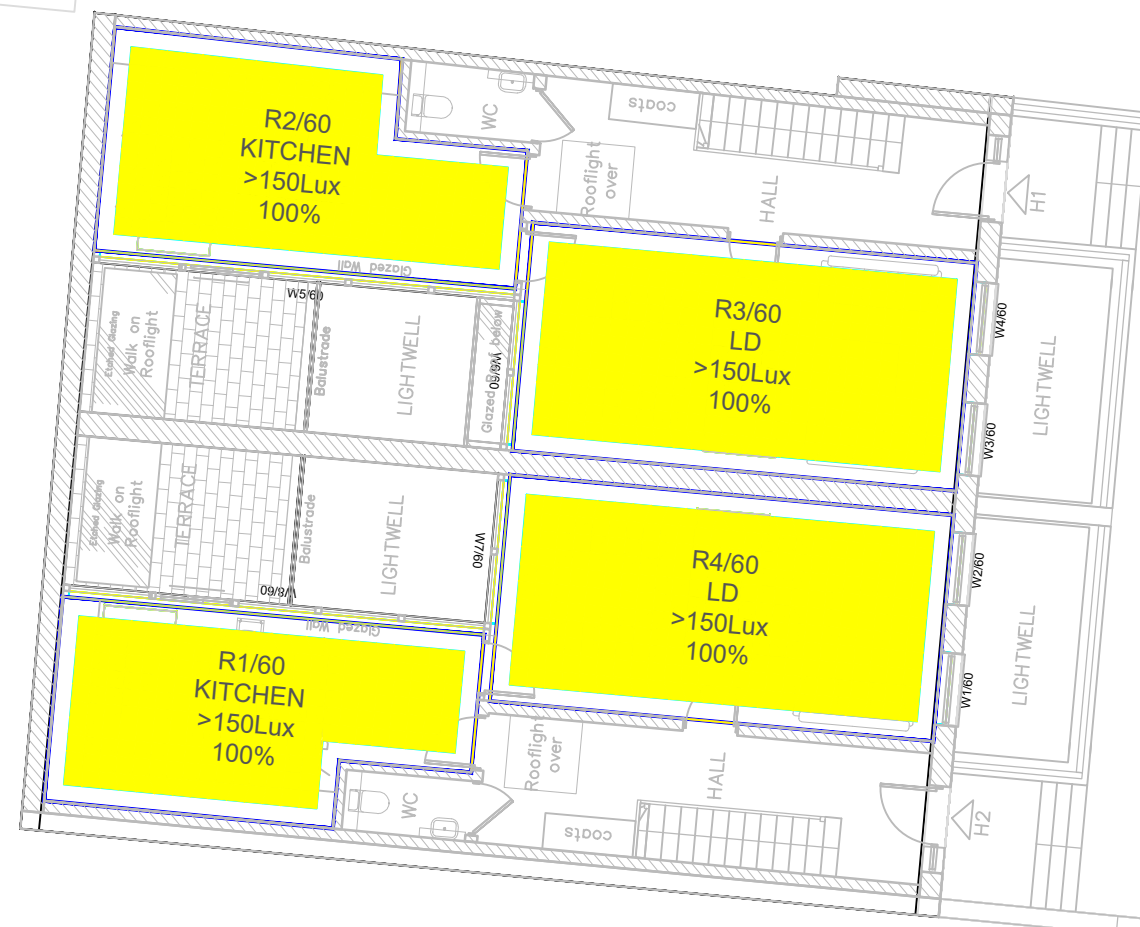 R2/60
KITCHEN
>150Lux
100%
WC
coats
Rooflight
over
HALL
H1
Glazed Wall
W5/60
Etched Glazing
Walk on
Rooflight
TERRACE
Balustrade
LIGHTWELL
below
R3/60
LD
>150Lux
100%
W4/60
W3/60
LIGHTWELL
Etched Glazing
Walk on
Rooflight
TERRACE
Balustrade
LIGHTWELL
W7/60
W8/60
Glazed Wall
R4/60
LD
>150Lux
100%
W2/60
W1/60
LIGHTWELL
R1/60
KITCHEN
>150Lux
100%
WC
coats
Rooflight
over
HALL
H2